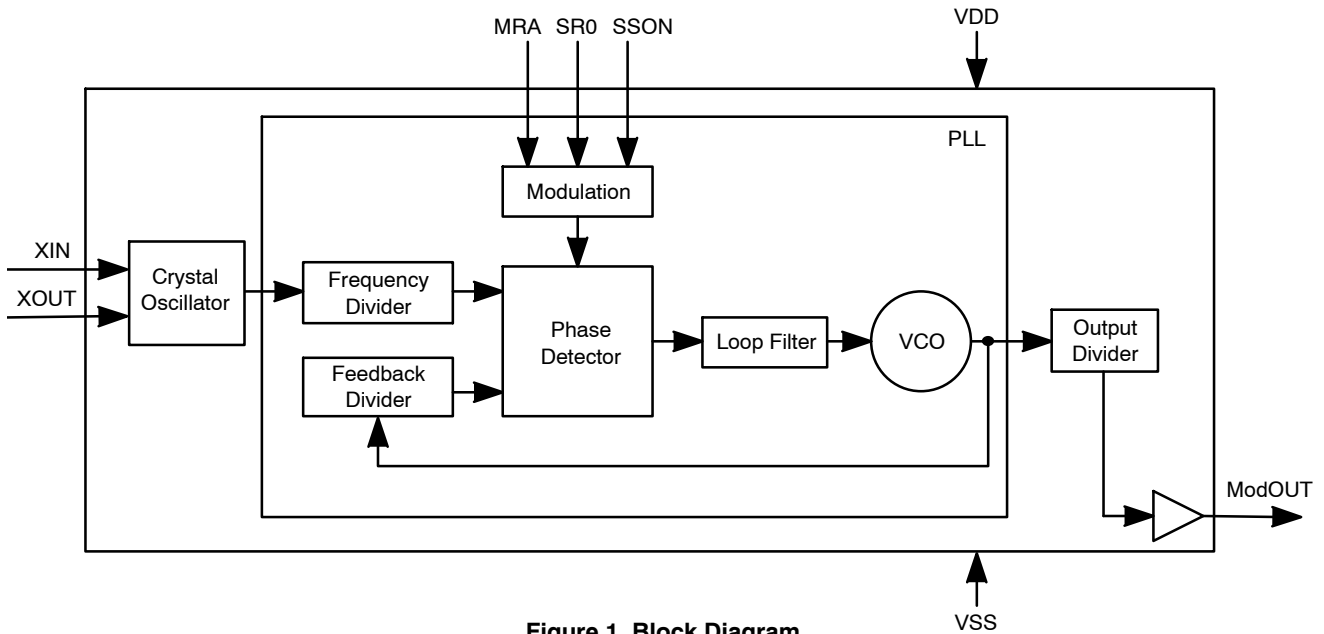 MRA SR0 SSON
VDD
PLL
Modulation
XIN
XOUT
Crystal
Oscillator
Frequency
Divider
Feedback
Divider
Phase
Detector
Loop Filter
VCO
Output
Divider
ModOUT
VSS
Figure 1. Block Diagram